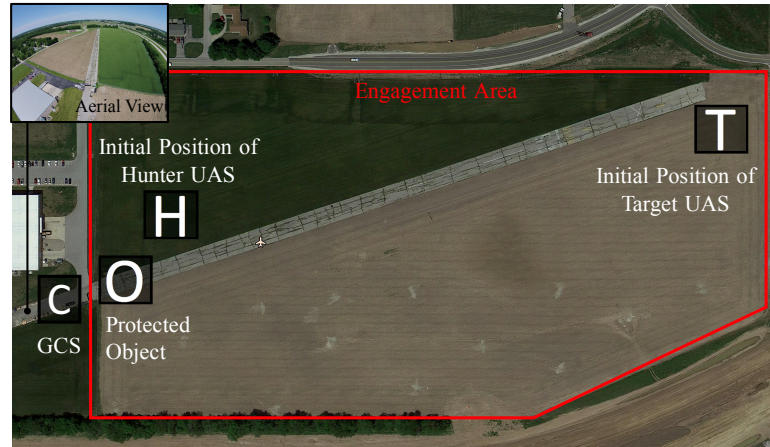 Aerial View
Engagement Area
Initial Position of
Hunter UAS
T
Initial Position of
Target UAS
H
O
C
Protected
Object
GCS